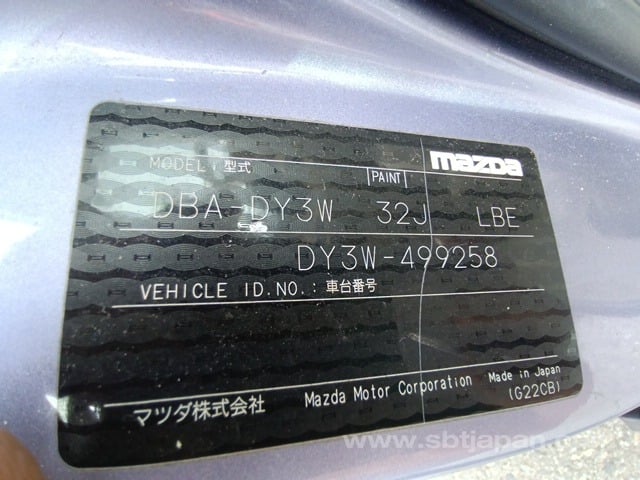 mazda
MODEL : 型式 PAINT
DBA-DY3W 32J LBE
DY3W-499258
VEHICLE ID.NO.: 車台番号
マツダ株式会社 Mazda Motor Corporation Made in Japan
(G22CB)
www.sbtjapan.c